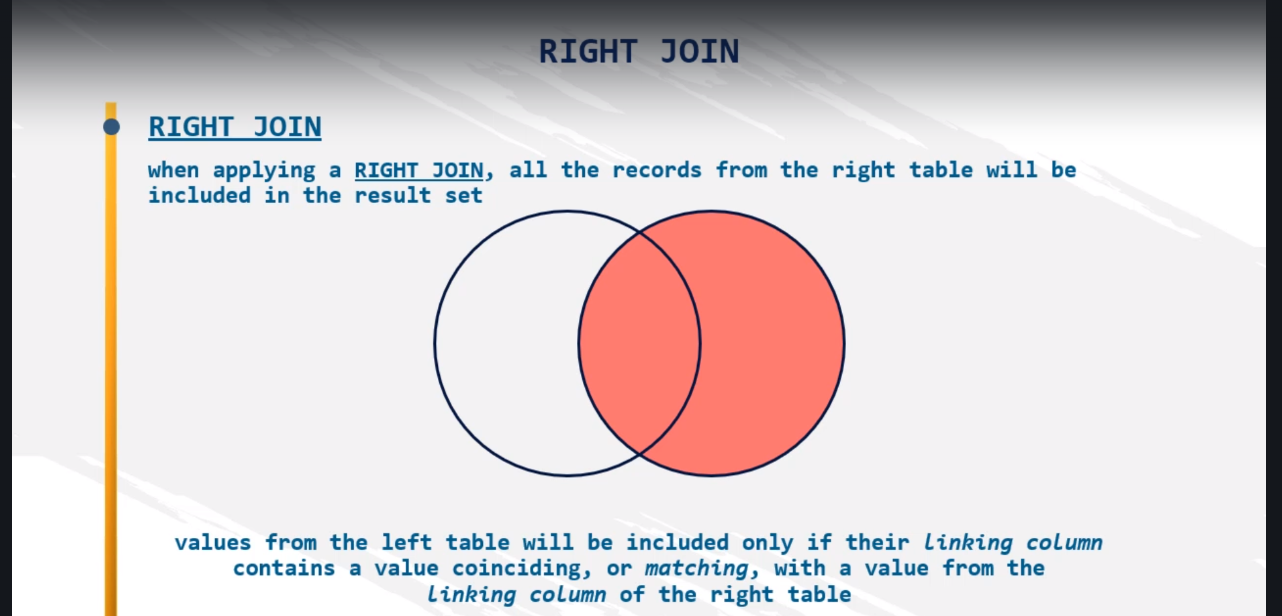 RIGHT JOIN
RIGHT JOIN
when applying a RIGHT JOIN, all the records from the right table will be
included in the result set
values from the left table will be included only if their linking column
contains a value coinciding, or matching, with a value from the
linking column of the right table